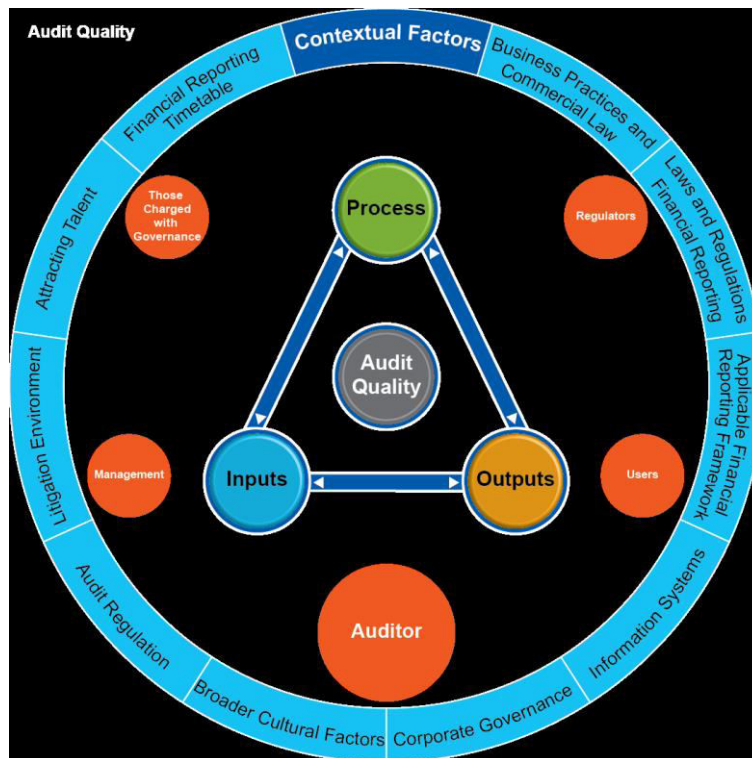 Audit Quality
Contextual Factors
Business Practices and
Commercial Law
Laws and Regulations
Financial Reporting
Applicable Financial
Reporting Framework
Information Systems
Corporate Governance
Broader Cultural Factors
Audit Regulation
Litigation Environment
Attracting Talent
Financial Reporting
Timetable
Those
Charged
with
Governance
Process
Regulators
Audit
Quality
Management
Inputs
Outputs
Users
Auditor